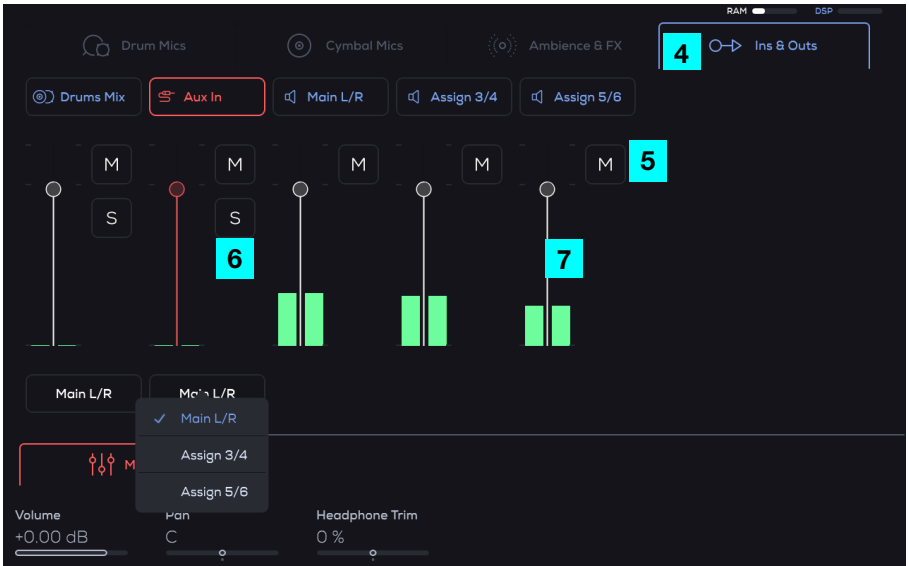 RAM DSP
Drum Mics Cymbal Mics Ambience & FX 4 Ins & Outs
Drums Mix Aux In Main L/R Assign 3/4 Assign 5/6
M M M M M 5
S S
6 7
Main L/R Main L/R
✓ Main L/R
Assign 3/4
M
Assign 5/6
Volume Pan Headphone Trim
+0.00 dB C 0 %